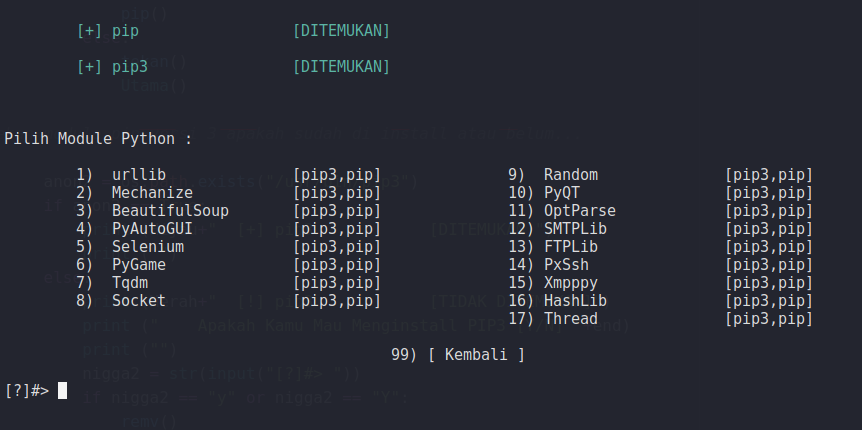 [+] pip [DITEMUKAN]
[+] pip3 [DITEMUKAN]
Pilih Module Python :
1) urllib [pip3,pip] 9) Random [pip3,pip]
2) Mechanize [pip3,pip] 10) PyQT [pip3,pip]
3) BeautifulSoup [pip3,pip] 11) OptParse [pip3,pip]
4) PyAutoGUI [pip3,pip] 12) SMTPLib [pip3,pip]
5) Selenium [pip3,pip] 13) FTPLib [pip3,pip]
6) PyGame [pip3,pip] 14) PxSsh [pip3,pip]
7) Tqdm [pip3,pip] 15) Xmpppy [pip3,pip]
8) Socket [pip3,pip] 16) HashLib [pip3,pip]
17) Thread [pip3,pip]
99) [ Kembali ]
[?]#>